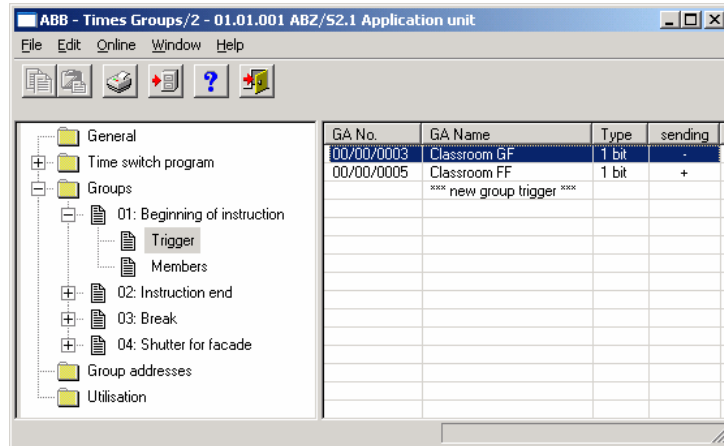 ABB - Times Groups/2 - 01.01.001 ABZ/S2.1 Application unit
File Edit Online Window Help
General
Time switch program
Groups
01: Beginning of instruction
Trigger
Members
02: Instruction end
03: Break
04: Shutter for facade
Group addresses
Utilisation
GA No. GA Name Type sending
00/00/0003 Classroom GF 1 bit -
00/00/0005 Classroom FF 1 bit +
*** new group trigger ***